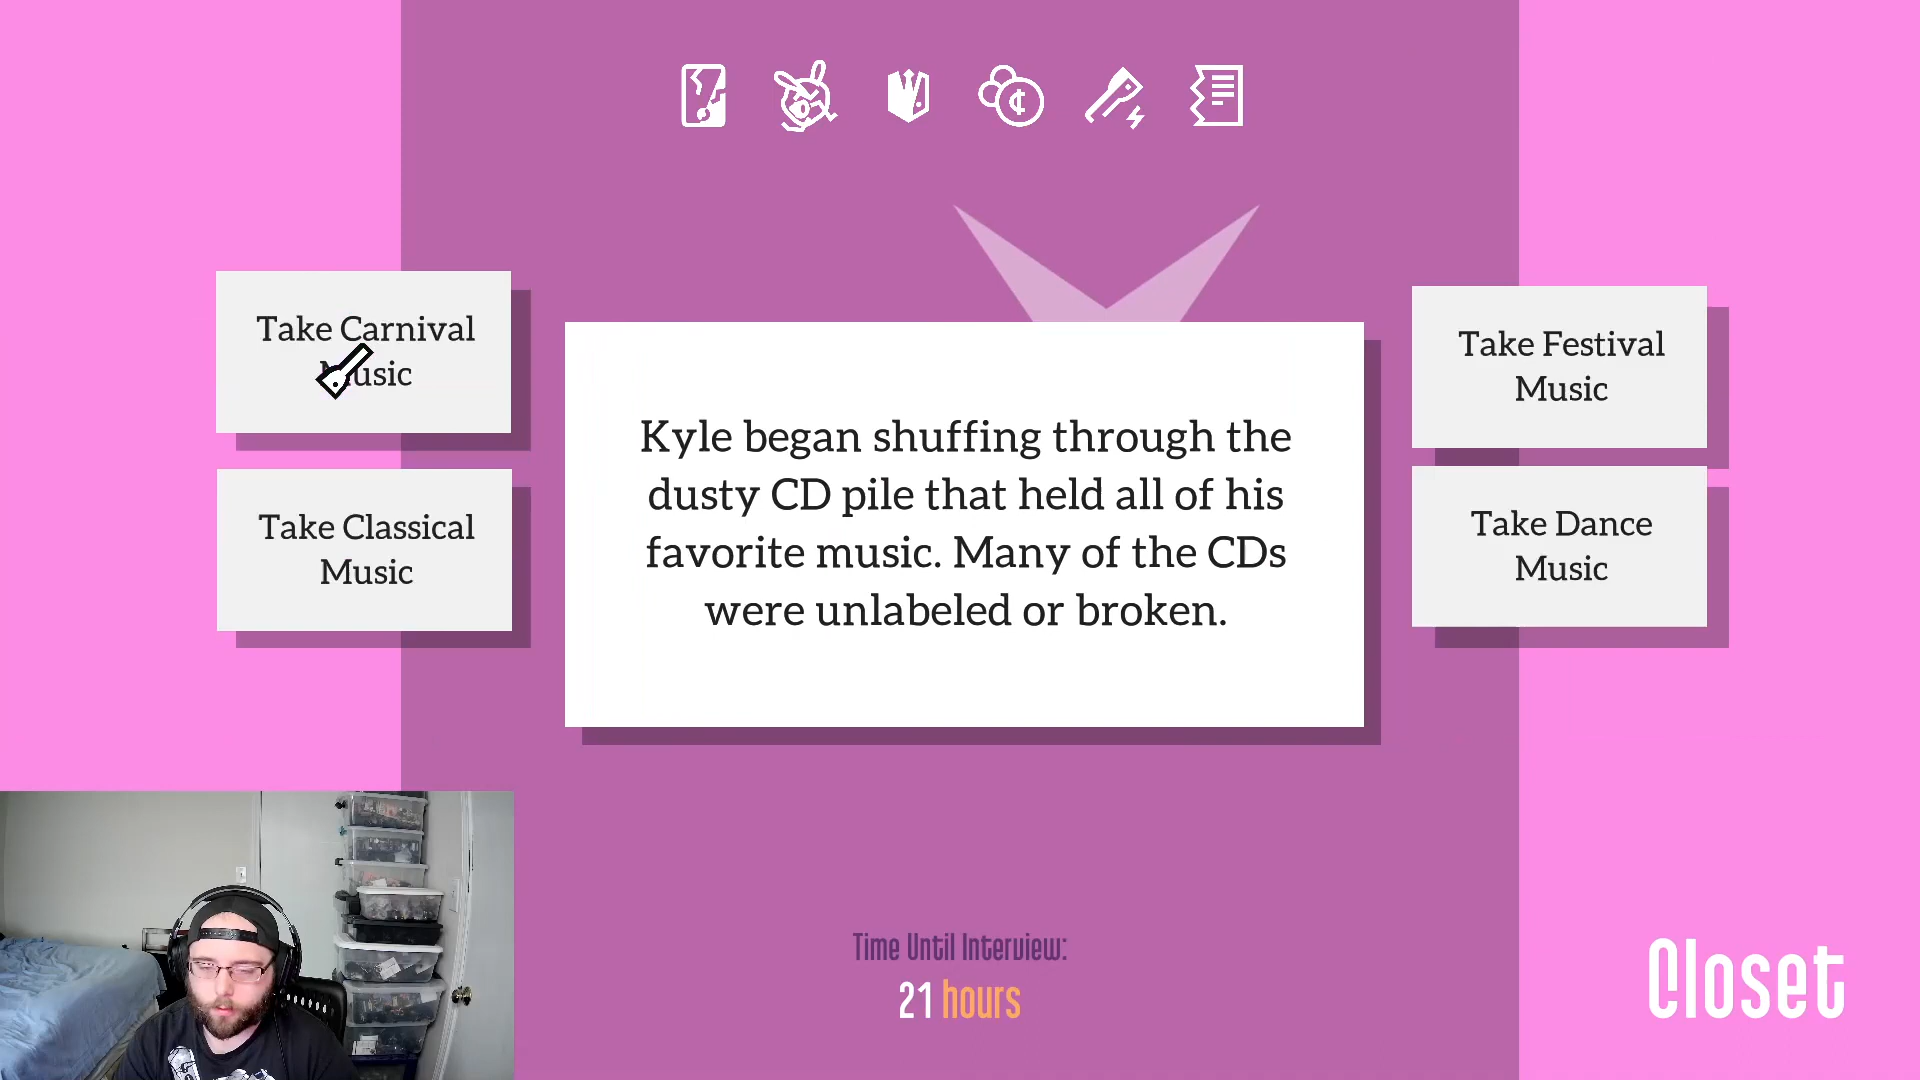 Take Carnival
Music
Take Classical
Music
Kyle began shuffing through the
dusty CD pile that held all of his
favorite music. Many of the CDs
were unlabeled or broken.
Take Festival
Music
Take Dance
Music
Time Until Interview:
21 hours
Closet